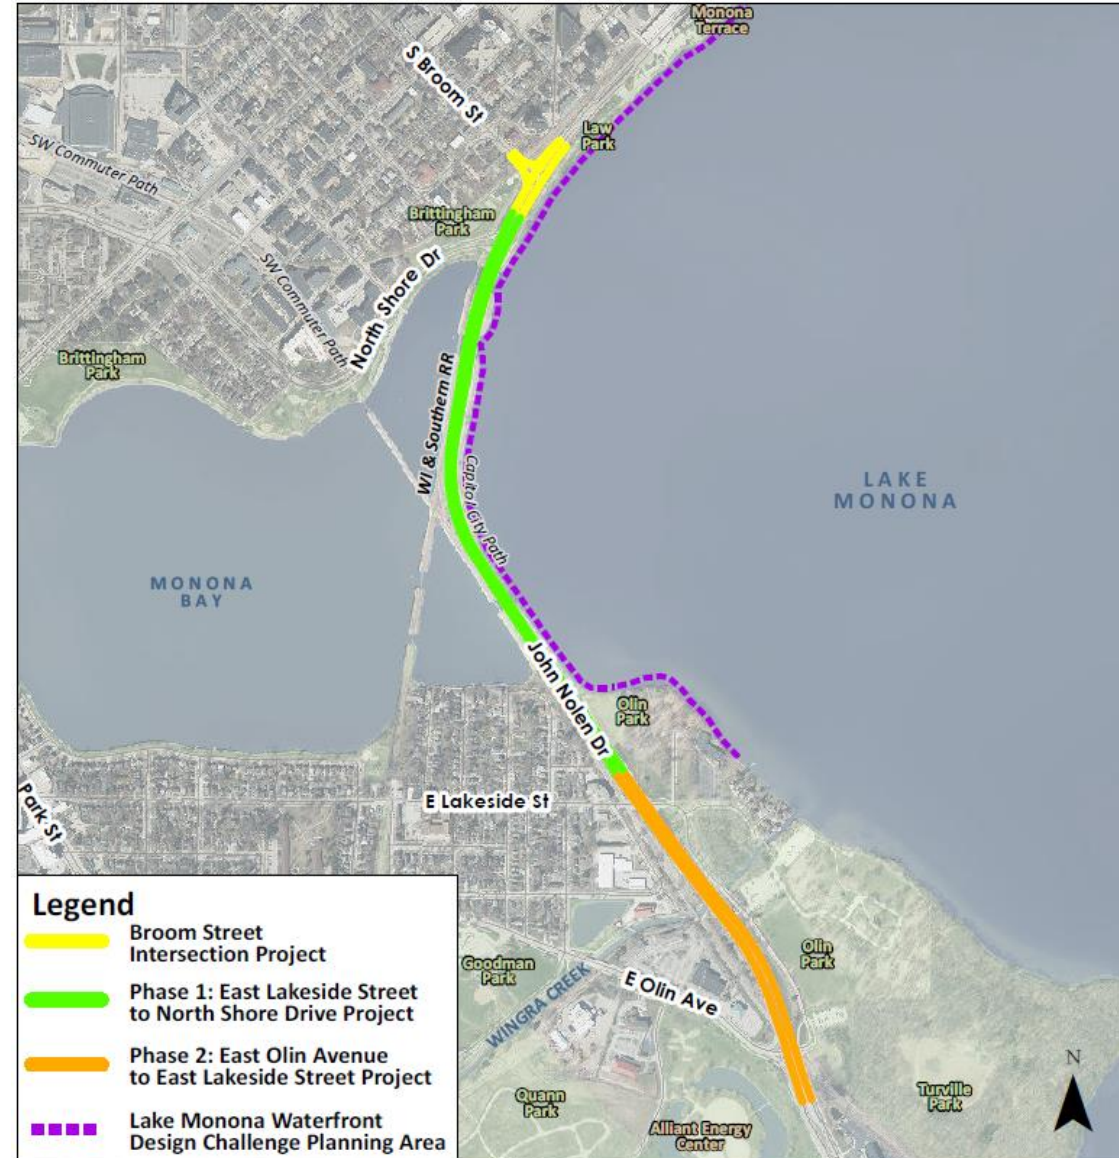 Monona
Terrace
S Broom St
Law
Park
SW Commuter Path
Brittingham
Park
North Shore Dr
SW Commuter Path
Brittingham
Park
WI & Southern RR
Capitol City Path
LAKE
MONONA
MONONA
BAY
John Nolen Dr
Olin
Park
E Lakeside St
Park St
Legend
Broom Street
Intersection Project
Phase 1: East Lakeside Street
to North Shore Drive Project
Phase 2: East Olin Avenue
to East Lakeside Street Project
Lake Monona Waterfront
Design Challenge Planning Area
Goodman
Park
WINGRA CREEK
E Olin Ave
Olin
Park
Quann
Park
Alliant Energy
Center
Turville
Park
N